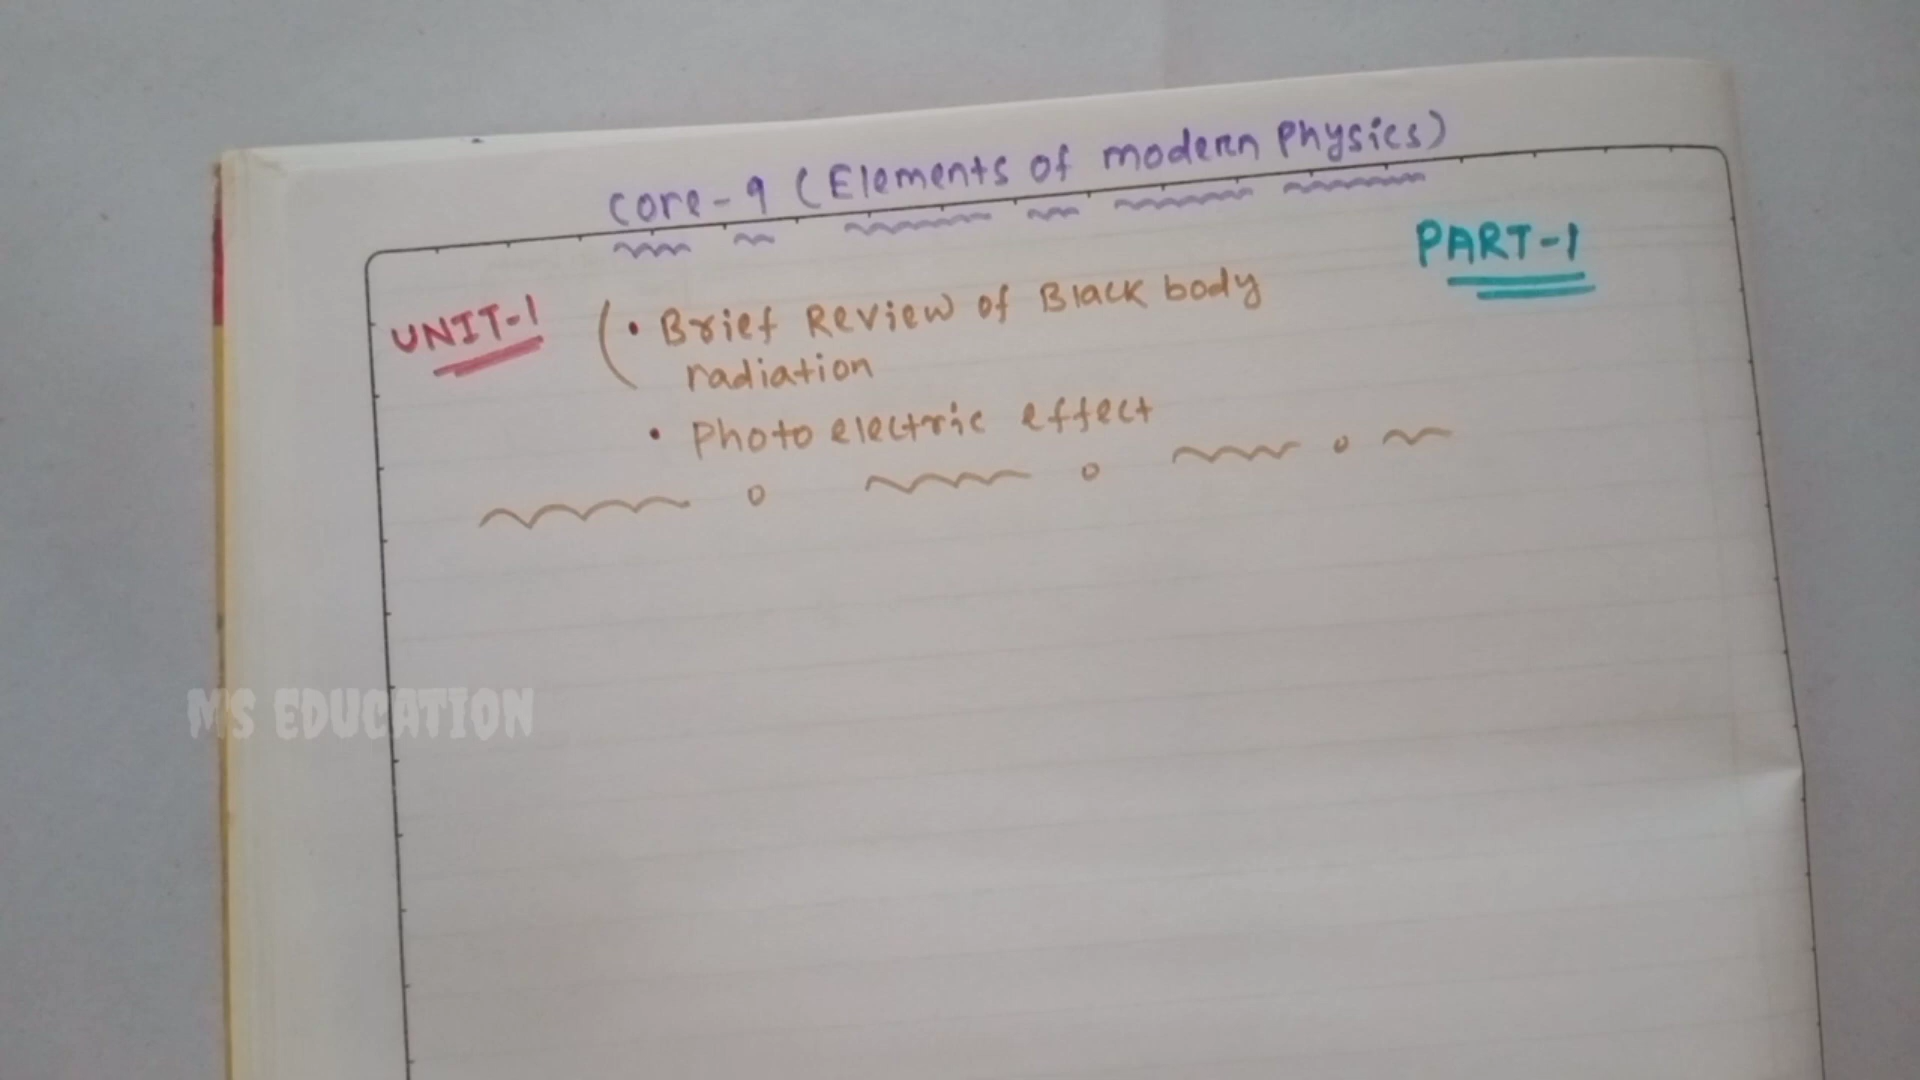 core-9 (Elements of modern Physics)
PART-1
UNIT-1 (• Brief Review of Black body
radiation
• Photo electric effect
MS EDUCATION